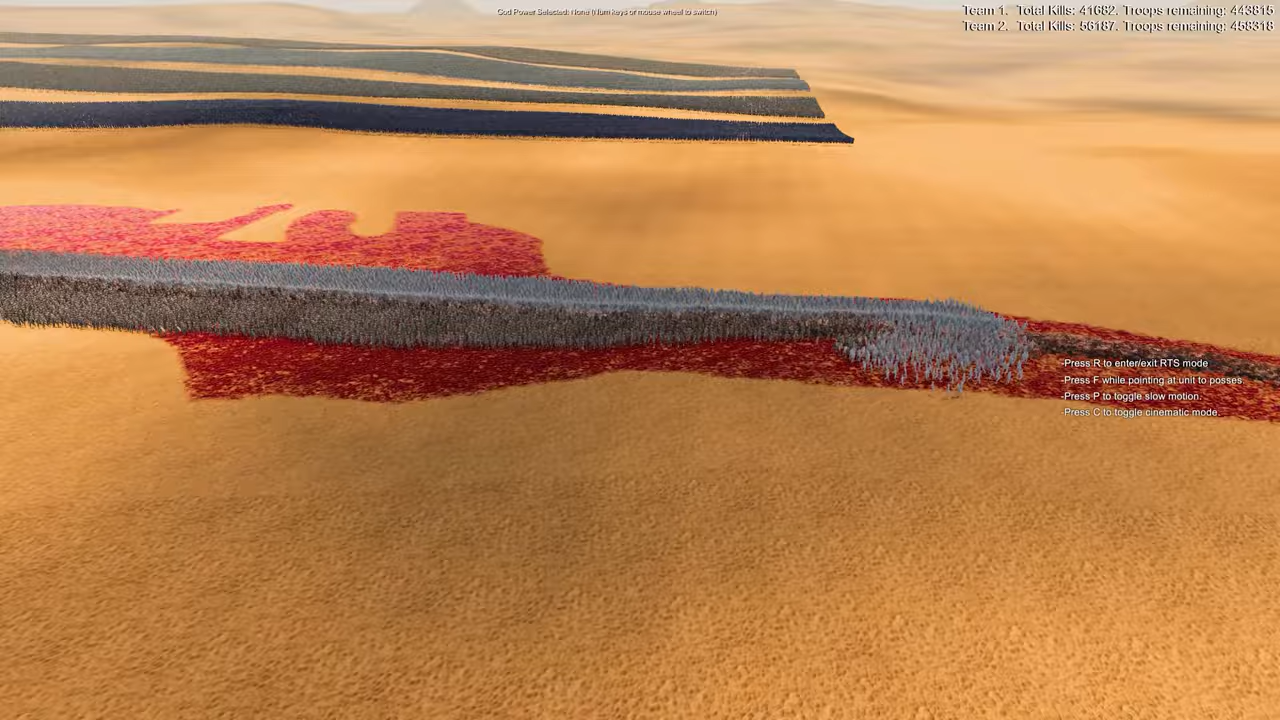 God Power Selected: None (Num keys or mouse wheel to switch)
Team 1.  Total Kills: 41682. Troops remaining: 443815
Team 2.  Total Kills: 56187. Troops remaining: 458318
-Press R to enter/exit RTS mode
-Press F while pointing at unit to posses
-Press P to toggle slow motion.
-Press C to toggle cinematic mode